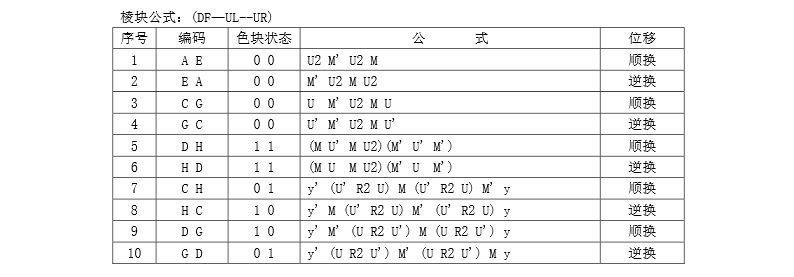 棱块公式：(DF—UL--UR)
序号 编码 色块状态 公 式 位移
1 A E 0 0 U2 M' U2 M 顺换
2 E A 0 0 M' U2 M U2 逆换
3 C G 0 0 U M' U2 M U 顺换
4 G C 0 0 U' M' U2 M U' 逆换
5 D H 1 1 (M U' M U2)(M' U' M') 顺换
6 H D 1 1 (M U M U2)(M' U M') 逆换
7 C H 0 1 y' (U' R2 U) M (U' R2 U) M' y 顺换
8 H C 1 0 y' M (U' R2 U) M' (U' R2 U) y 逆换
9 D G 1 0 y' M' (U R2 U') M (U R2 U') y 顺换
10 G D 0 1 y' (U R2 U') M' (U R2 U') M y 逆换